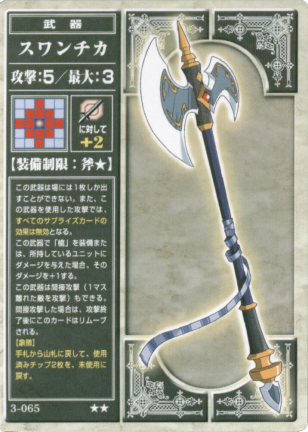 武器
スワンチカ
攻撃:5／最大:3
に対して
+2
【装備制限：斧★】
この武器は場には1枚しか出
すことができない。また、こ
の武器を使用した攻撃では、
すべてのサプライズカードの
効果は無効となる。
この武器で「槍」を装備また
は、所持しているユニットに
ダメージを与えた場合、その
ダメージを+1する。
この武器は間接攻撃（1マス
離れた敵を攻撃）もできる。
間接攻撃した場合は、攻撃終
了後にこのカードはリムーブ
される。
[象徴]
手札から山札に戻して、使用
済みチップ2枚を、未使用に
戻す。
3-065
★★